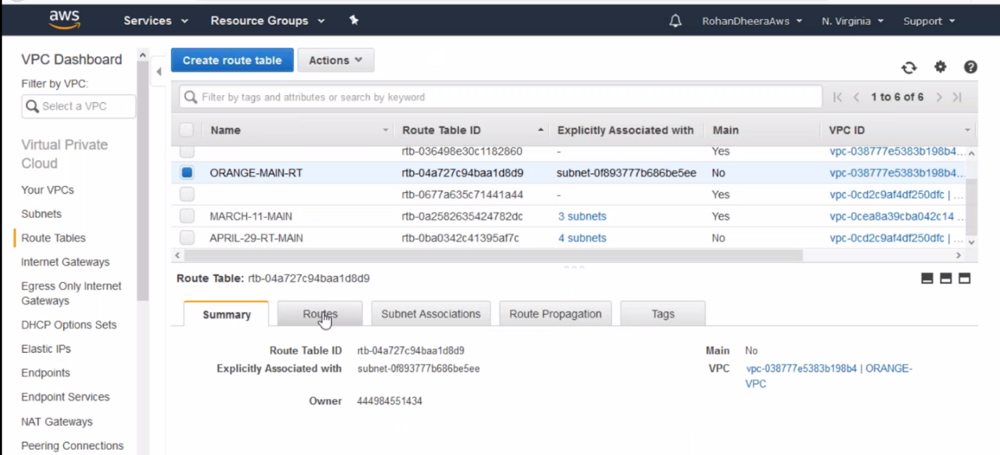 aws Services Resource Groups RohanDheeraAws N. Virginia Support
VPC Dashboard
Filter by VPC:
Select a VPC
Virtual Private
Cloud
Your VPCs
Subnets
Route Tables
Internet Gateways
Egress Only Internet
Gateways
DHCP Options Sets
Elastic IPs
Endpoints
Endpoint Services
NAT Gateways
Peering Connections
Create route table Actions
Filter by tags and attributes or search by keyword 1 to 6 of 6
Name Route Table ID Explicitly Associated with Main VPC ID
rtb-036498e30c1182860 - Yes vpc-038777e5383b198b4...
ORANGE-MAIN-RT rtb-04a727c94baa1d8d9 subnet-0f893777b686be5ee No vpc-038777e5383b198b4...
rtb-0677a635c71441a44 - Yes vpc-0cd2c9af4df250dfc | ...
MARCH-11-MAIN rtb-0a2582635424782dc 3 subnets Yes vpc-0cea8a39cba042c14 ...
APRIL-29-RT-MAIN rtb-0ba0342c41395af7c 4 subnets No vpc-0cd2c9af4df250dfc | ...
Route Table: rtb-04a727c94baa1d8d9
Summary Routes Subnet Associations Route Propagation Tags
Route Table ID rtb-04a727c94baa1d8d9 Main No
Explicitly Associated with subnet-0f893777b686be5ee VPC vpc-038777e5383b198b4 | ORANGE-
VPC
Owner 444984551434